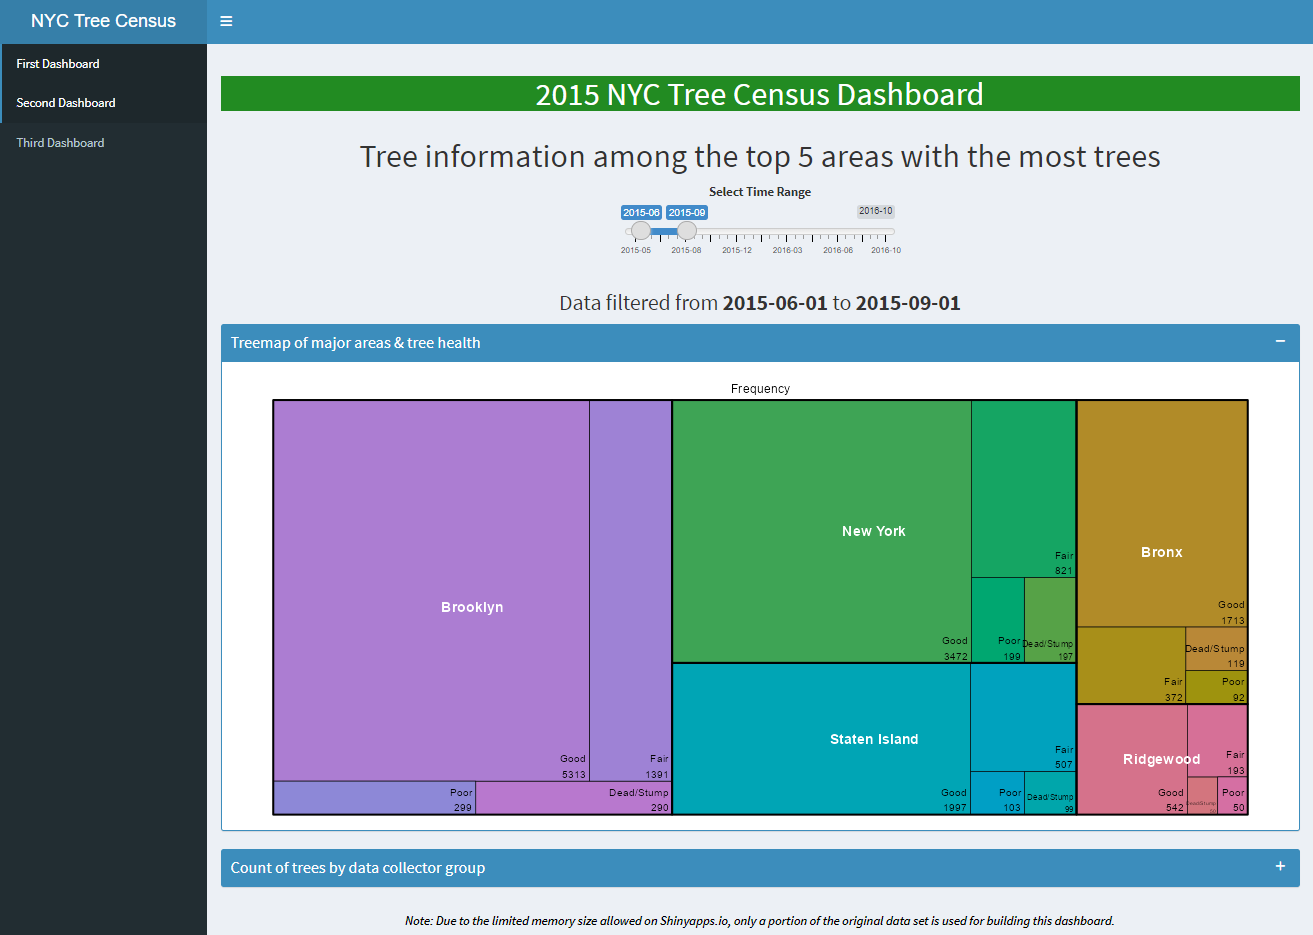 NYC Tree Census
First Dashboard
Second Dashboard
Third Dashboard
2015 NYC Tree Census Dashboard
Tree information among the top 5 areas with the most trees
Select Time Range
2015-06 2015-09 2016-10
2015-05 2015-08 2015-12 2016-03 2016-06 2016-10
Data filtered from 2015-06-01 to 2015-09-01
Treemap of major areas & tree health
Frequency
Brooklyn
Good
5313
Fair
1391
Poor
299
Dead/Stump
290
New York
Good
3472
Fair
821
Poor
199
Dead/Stump
197
Staten Island
Good
1997
Fair
507
Poor
103
Dead/Stump
99
Bronx
Good
1713
Fair
372
Dead/Stump
119
Poor
92
Ridgewood
Good
542
Fair
193
Dead/Stump
Poor
50
Count of trees by data collector group
Note: Due to the limited memory size allowed on Shinyapps.io, only a portion of the original data set is used for building this dashboard.